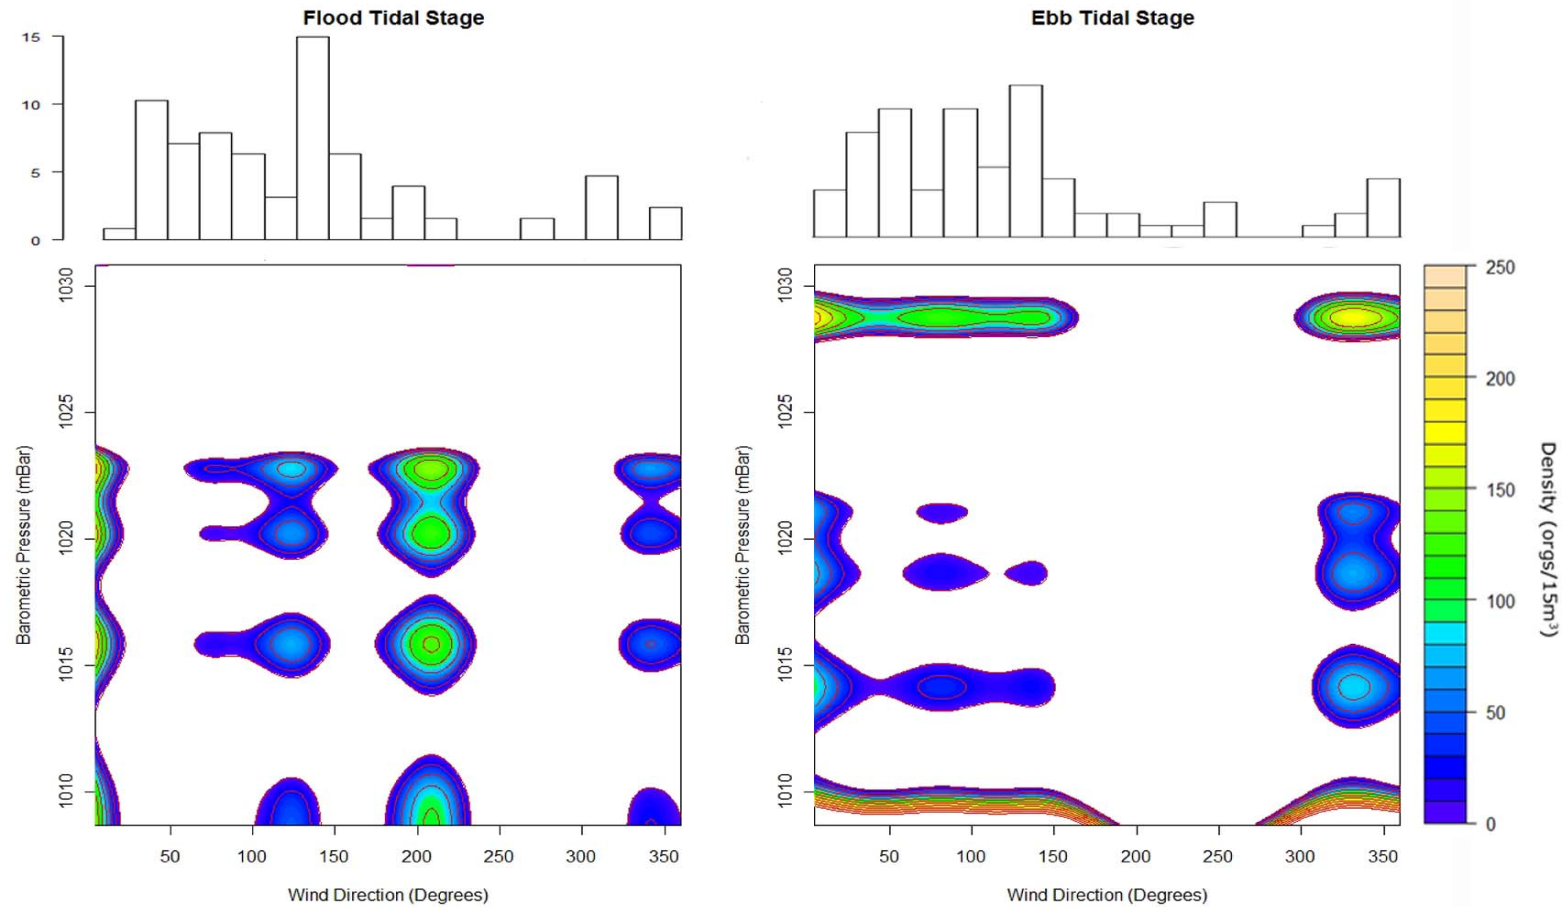 Flood Tidal Stage
Ebb Tidal Stage
15
10
5
0
1030
1025
1020
1015
1010
Barometric Pressure (mBar)
50 100 150 200 250 300 350
Wind Direction (Degrees)
1030
1025
1020
1015
1010
Barometric Pressure (mBar)
50 100 150 200 250 300 350
Wind Direction (Degrees)
250
200
150
100
50
0
Density (orgs/15m³)